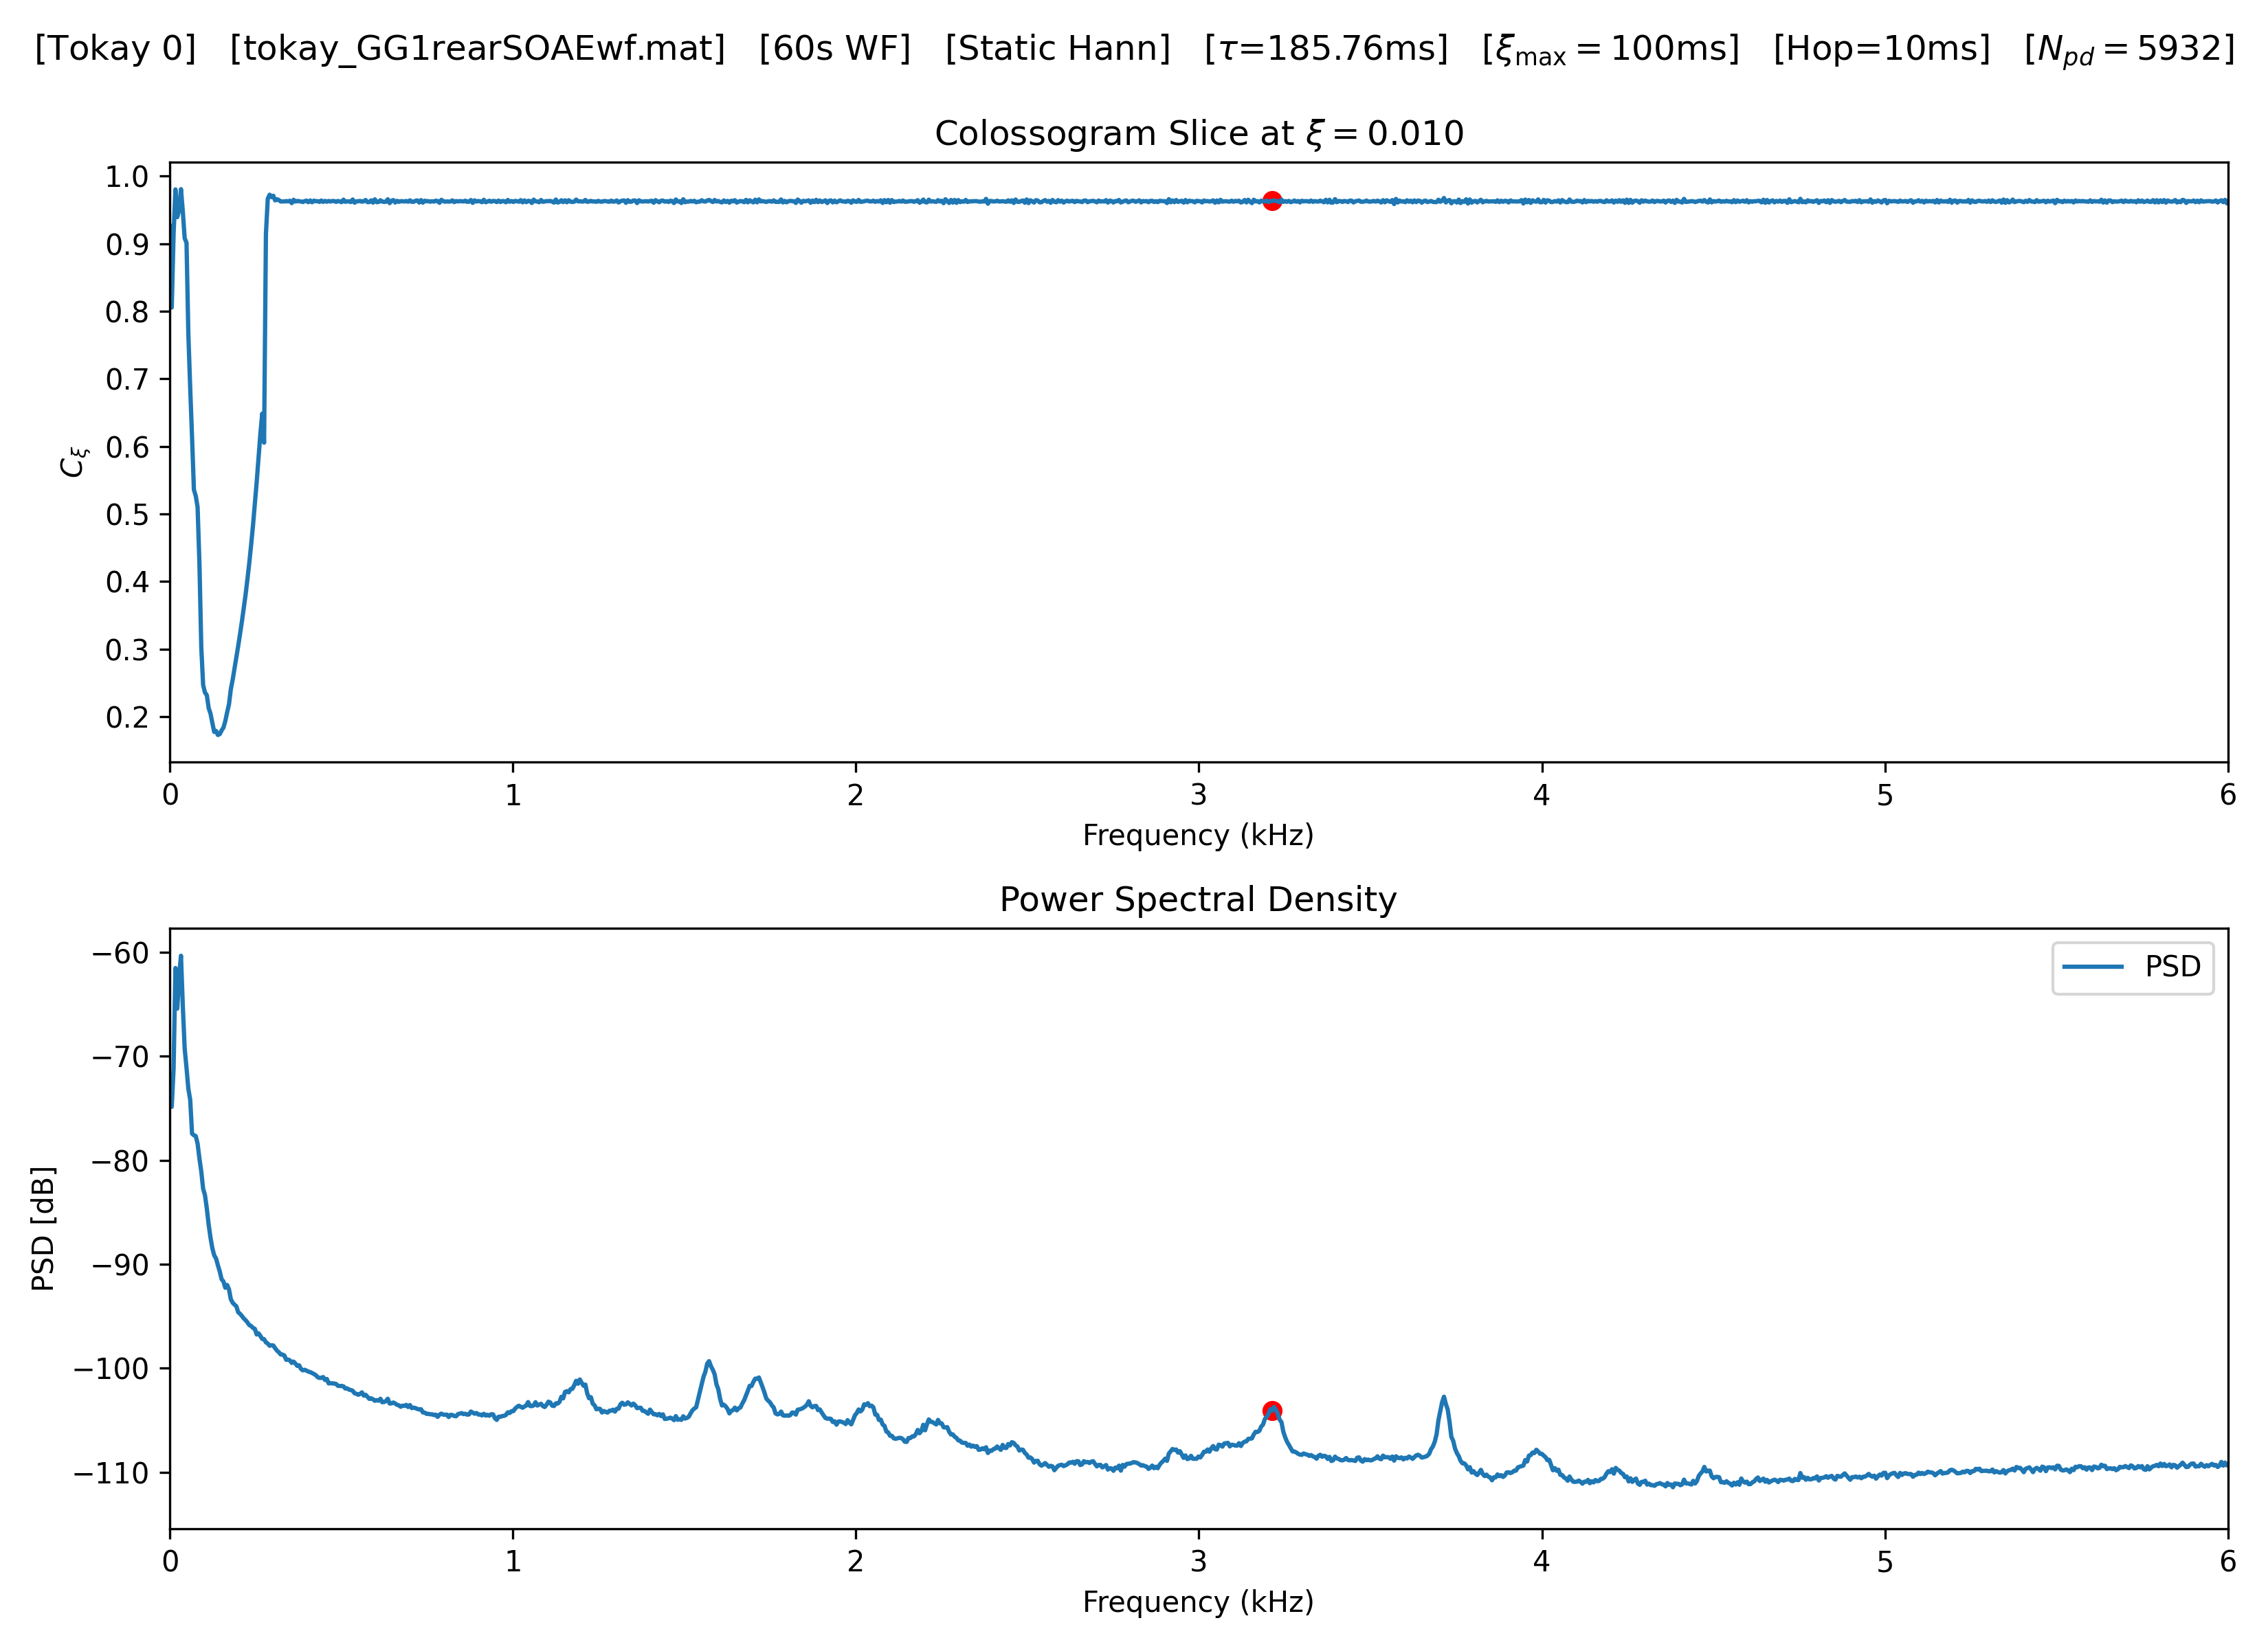 [Tokay 0]   [tokay_GG1rearSOAEwf.mat]   [60s WF]   [Static Hann]   [τ=185.76ms]   [ξmax = 100ms]   [Hop=10ms]   [Npd = 5932]
Colossogram Slice at ξ = 0.010
1.0
0.9
0.8
0.7
0.6
0.5
0.4
0.3
0.2
Cξ
0 1 2 3 4 5 6
Frequency (kHz)
Power Spectral Density
−60
−70
−80
−90
−100
−110
PSD [dB]
PSD
0 1 2 3 4 5 6
Frequency (kHz)